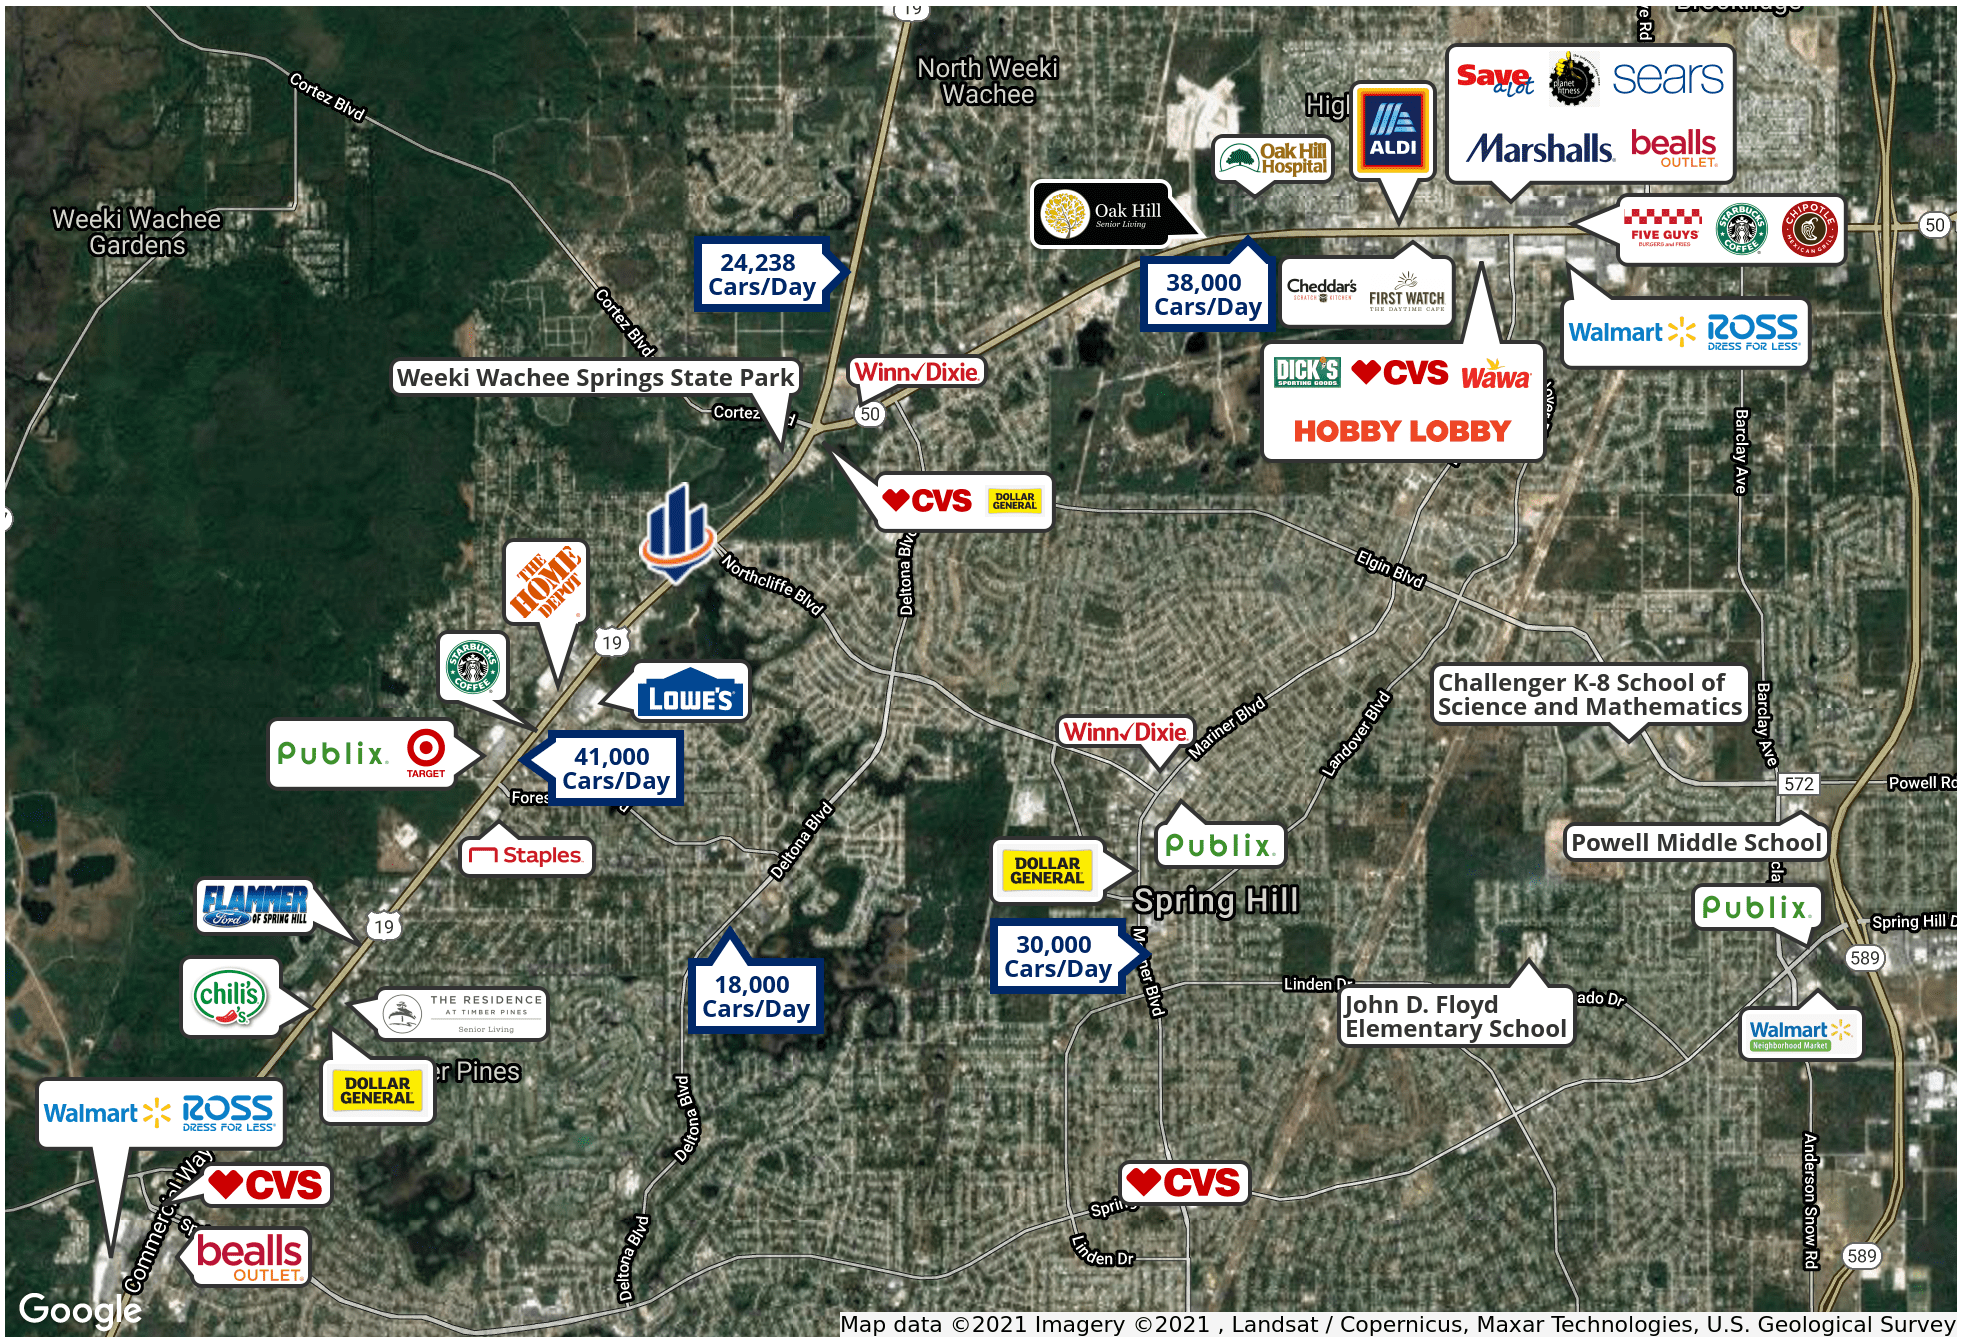 19
North Weeki
Wachee
Cortez Blvd
Save
a lot
planet
fitness
sears
Marshalls
bealls
OUTLET
ALDI
Oak Hill
Hospital
Oak Hill
Senior Living
FIVE GUYS
BURGERS and FRIES
STARBUCKS
COFFEE
CHIPOTLE
MEXICAN GRILL
50
Weeki Wachee
Gardens
24,238
Cars/Day
38,000
Cars/Day
Cheddar's
SCRATCH KITCHEN
FIRST WATCH
THE DAYTIME CAFE
Walmart
ROSS
DRESS FOR LESS
Cortez Blvd
Weeki Wachee Springs State Park
Winn Dixie
50
DICK'S
SPORTING GOODS
CVS
Wawa
HOBBY LOBBY
Barclay Ave
CVS
DOLLAR
GENERAL
Northcliffe Blvd
Deltona Blvd
Elgin Blvd
THE
HOME
DEPOT
19
STARBUCKS
COFFEE
LOWE'S
Publix
TARGET
41,000
Cars/Day
Winn Dixie
Mariner Blvd
Landover Blvd
Challenger K-8 School of
Science and Mathematics
Barclay Ave
572
Powell Rd
Staples
Deltona Blvd
Publix
Powell Middle School
DOLLAR
GENERAL
Spring Hill
Publix
Spring Hill D
FLAMMER
Ford
OF SPRING HILL
19
30,000
Cars/Day
589
chili's
THE RESIDENCE
AT TIMBER PINES
Senior Living
18,000
Cars/Day
Linden Dr
John D. Floyd
Elementary School
ado Dr
Walmart
Neighborhood Market
DOLLAR
GENERAL
er Pines
Walmart
ROSS
DRESS FOR LESS
Deltona Blvd
Commercial Way
CVS
CVS
Anderson Snow Rd
bealls
OUTLET
Deltona Blvd
Linden Dr
589
Google
Map data ©2021 Imagery ©2021 , Landsat / Copernicus, Maxar Technologies, U.S. Geological Survey